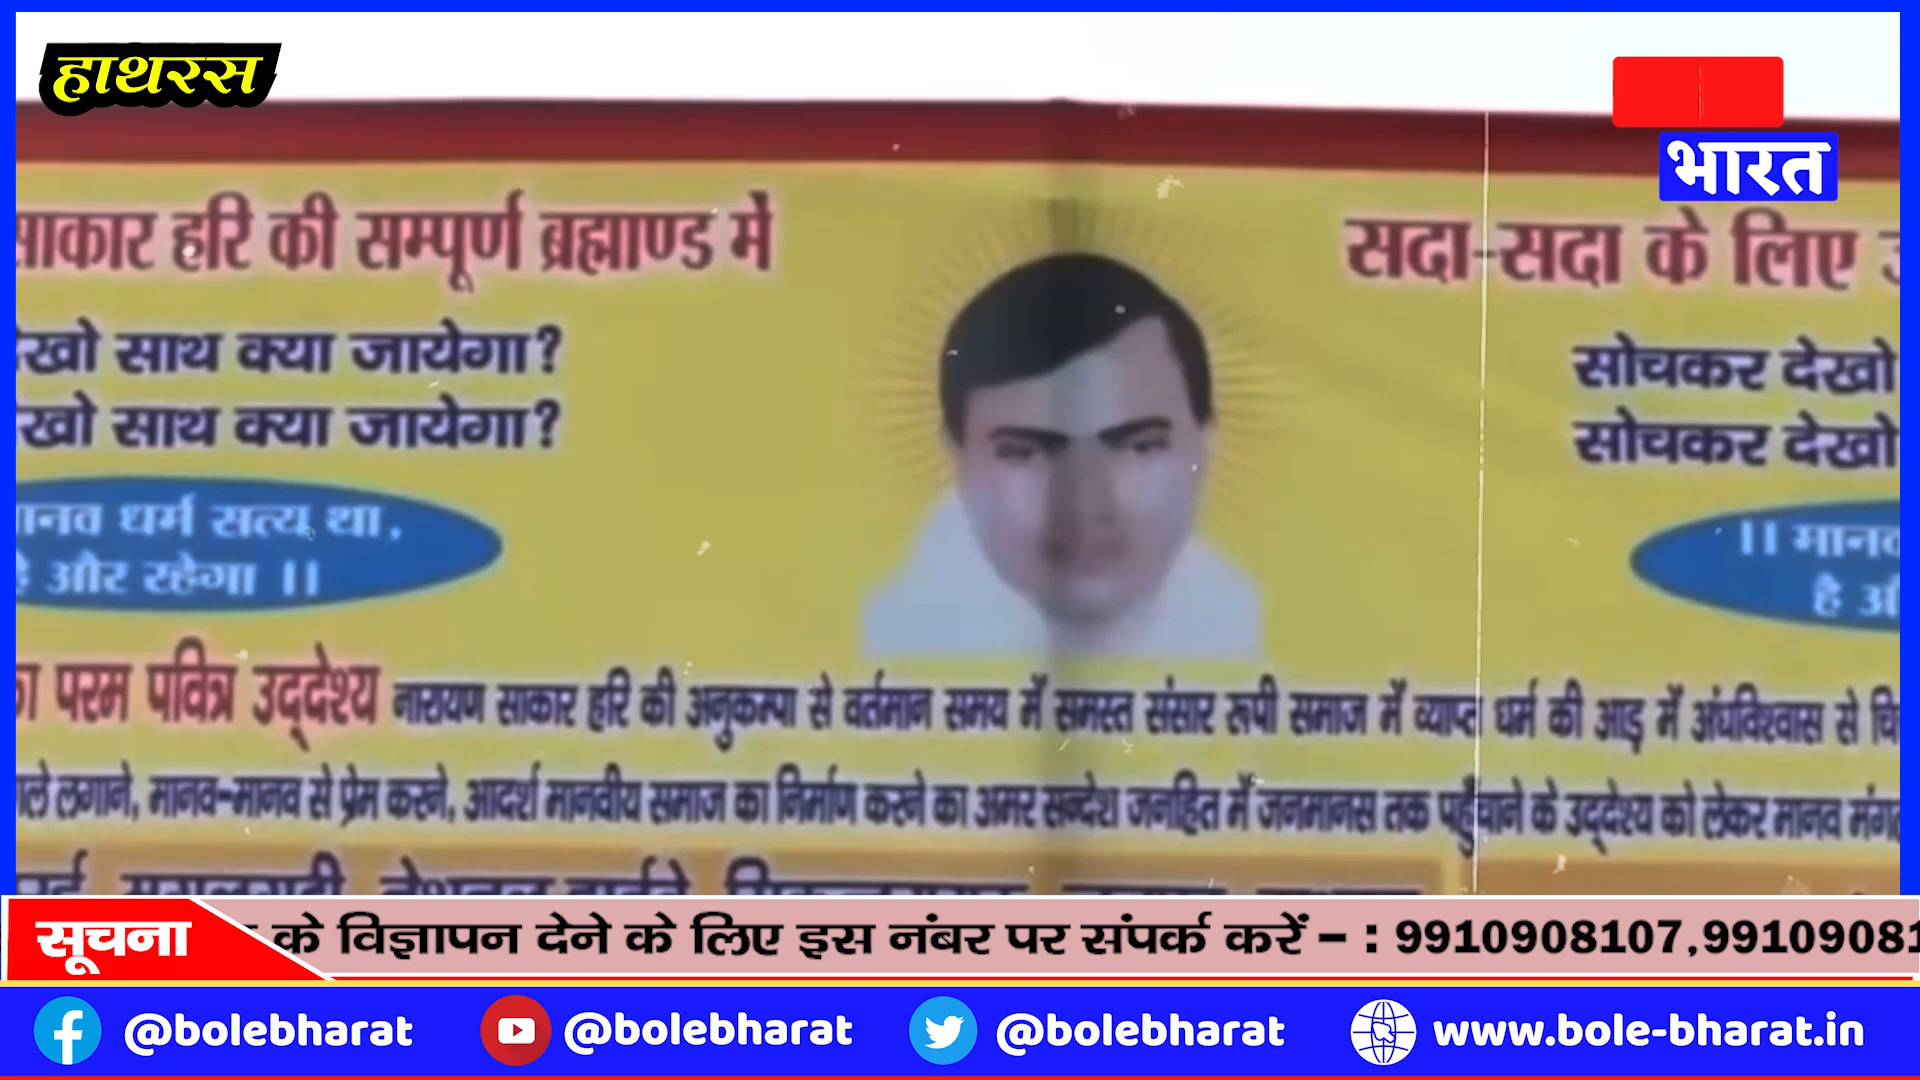 हाथरस
भारत
साकार हरि की सम्पूर्ण ब्रह्माण्ड में
सदा-सदा के लिए
देखो साथ क्या जायेगा?
सोचकर देखो
देखो साथ क्या जायेगा?
सोचकर देखो
मानव धर्म सत्य था,
है और रहेगा ।।
।। मानव
है
का परम पवित्र उद्देश्य नारायण साकार हरि की अनुकम्पा से वर्तमान समय में समस्त संसार रूपी समाज में व्याप्त धर्म की आड़ में अंधविश्वास से
लगाने, मानव-मानव से प्रेम करने, आदर्श मानवीय समाज का निर्माण करने का अमर सन्देश जनहित में जनमानस तक पहुँचाने के उद्देश्य को लेकर मानव
सूचना
के विज्ञापन देने के लिए इस नंबर पर संपर्क करें – : 9910908107,99109081
@bolebharat
@bolebharat
@bolebharat
www.bole-bharat.in